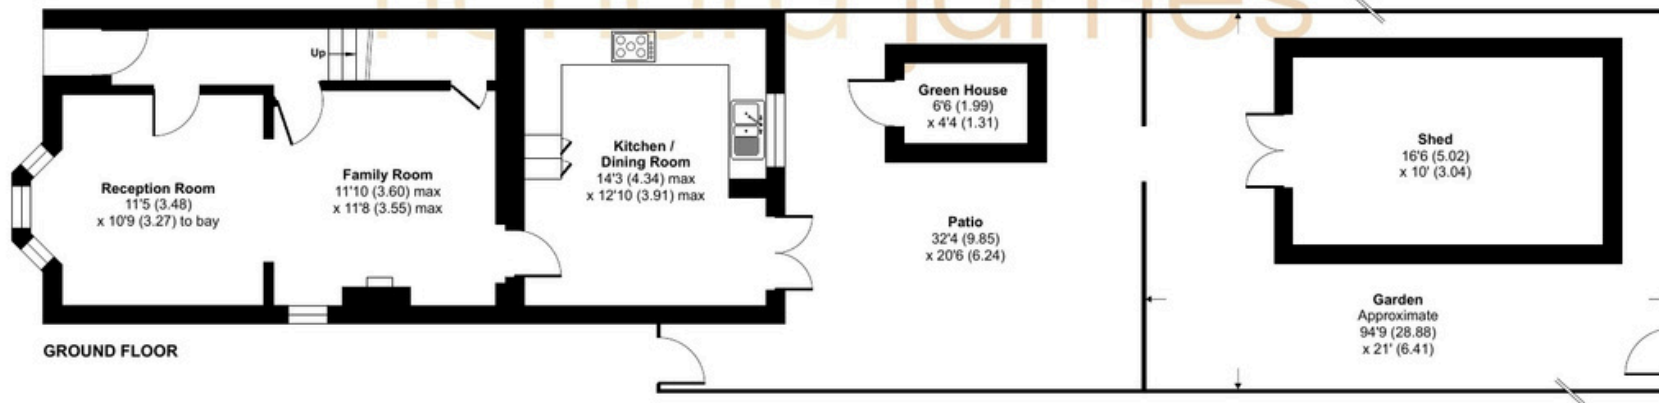 richard james
Up
Green House
6'6 (1.99)
x 4'4 (1.31)
Kitchen /
Dining Room
14'3 (4.34) max
x 12'10 (3.91) max
Shed
16'6 (5.02)
x 10' (3.04)
Family Room
11'10 (3.60) max
x 11'8 (3.55) max
Reception Room
11'5 (3.48)
x 10'9 (3.27) to bay
Patio
32'4 (9.85)
x 20'6 (6.24)
Garden
Approximate
94'9 (28.88)
x 21' (6.41)
GROUND FLOOR